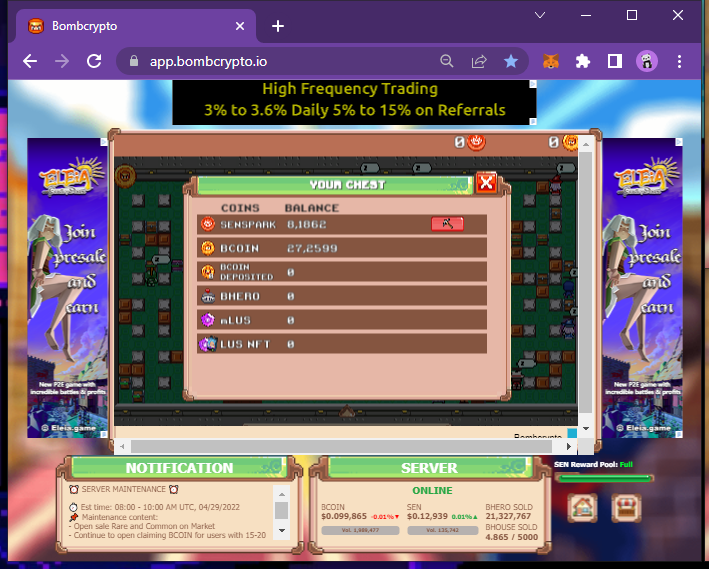 Bombcrypto
app.bombcrypto.io
High Frequency Trading
3% to 3.6% Daily 5% to 15% on Referrals
0 0
YOUR CHEST
COINS BALANCE
SENSPARK 8,1862
BCOIN 27,2599
BCOIN DEPOSITED 0
BHERO 0
mLUS 0
LUS NFT 0
ELEIA
Join
presale
and
earn
New P2E game with
incredible battles & profits
© Eleia.game
ELEIA
Join
presale
and
earn
New P2E game with
incredible battles & profits
© Eleia.game
Bombcrypto
NOTIFICATION
SERVER MAINTENANCE
Est time: 08:00 - 10:00 AM UTC, 04/29/2022
Maintenance content:
- Open sale Rare and Common on Market
- Continue to open claiming BCOIN for users with 15-20
SERVER
ONLINE
BCOIN SEN BHERO SOLD
$0.099,865 -0.01%▼ $0.12,939 0.01%▲ 21,327,767
BHOUSE SOLD
4.865 / 5000
SEN Reward Pool: Full